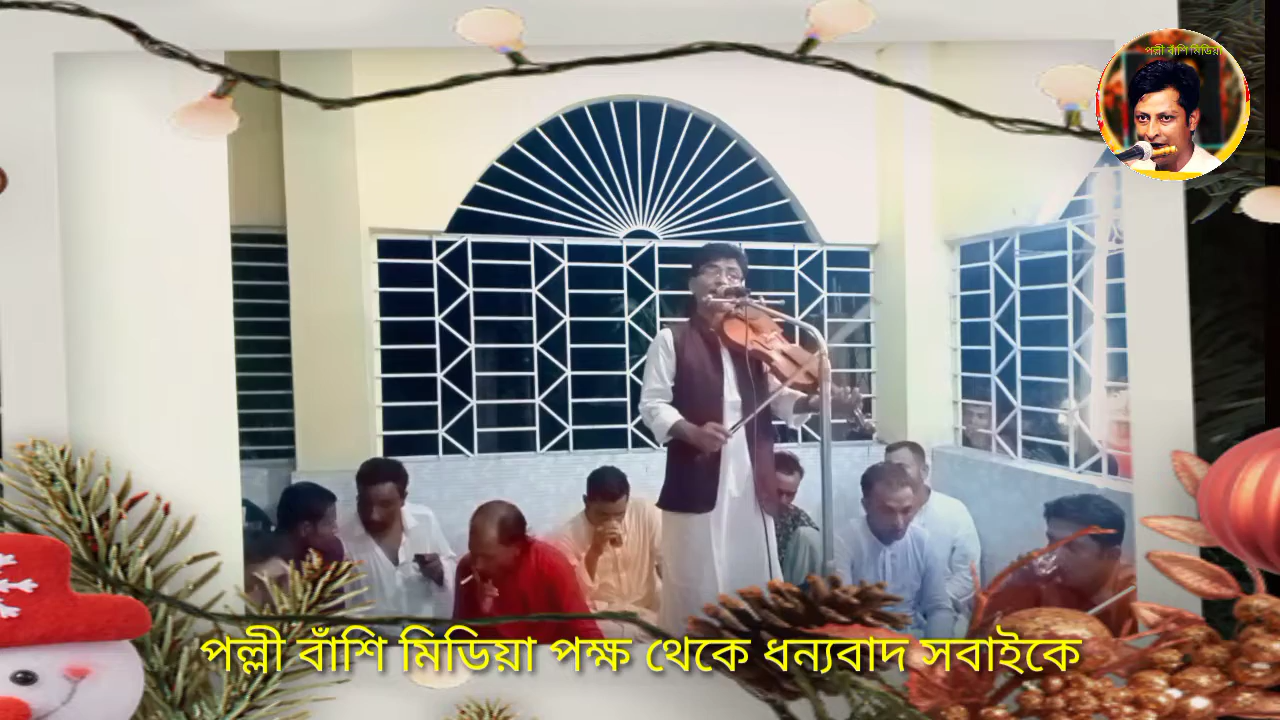 পল্লী বাঁশি মিডিয়া
পল্লী বাঁশি মিডিয়া পক্ষ থেকে ধন্যবাদ সবাইকে